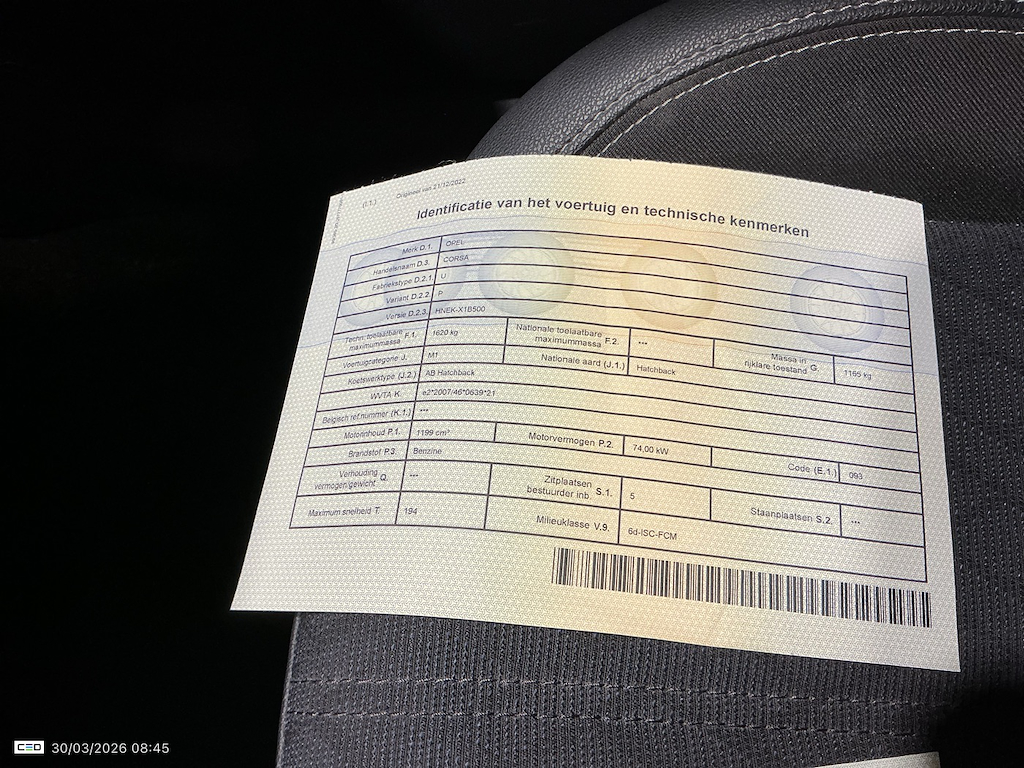 (I.1.) Origineel van 21/12/2022
Identificatie van het voertuig en technische kenmerken
Merk D.1. OPEL
Handelsnaam D.3. CORSA
Fabriekstype D.2.1. U
Variant D.2.2. P
Versie D.2.3. HNEK-X1B500
Techn. toelaatbare maximummassa F.1. 1620 kg Nationale toelaatbare maximummassa F.2. *** Massa in rijklare toestand G. 1165 kg
Voertuigcategorie J. M1 Nationale aard (J.1.) Hatchback
Koetswerktype (J.2.) AB Hatchback
WVTA K. e2*2007/46*0639*21
Belgisch ref.nummer (K.1.) ***
Motorinhoud P.1. 1199 cm³ Motorvermogen P.2. 74,00 kW Code (E.1.) 093
Brandstof P.3. Benzine
Verhouding vermogen/gewicht Q. *** Zitplaatsen bestuurder inb. S.1. 5 Staanplaatsen S.2. ***
Maximum snelheid T. 194 Milieuklasse V.9. 6d-ISC-FCM
CEO 30/03/2026 08:45